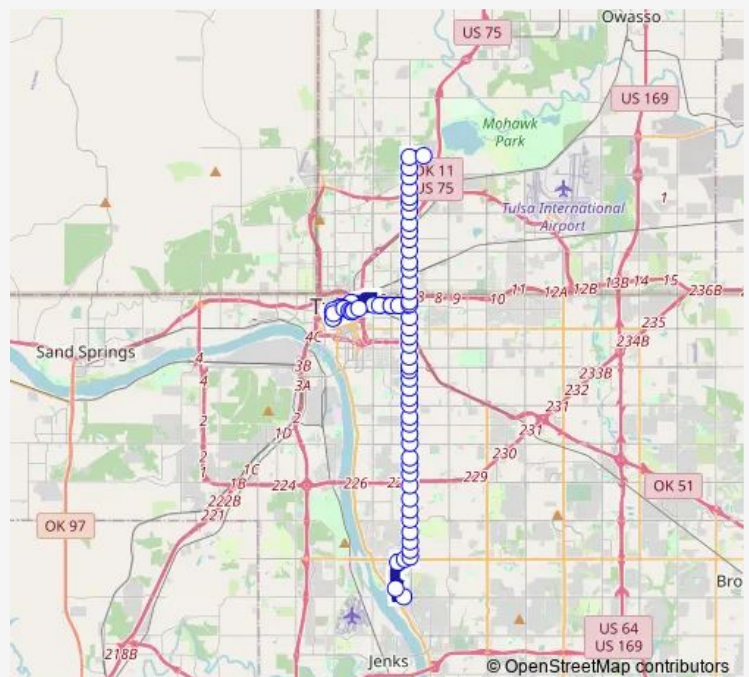 Owasso
US 75
US 169
Mohawk
Park
OK 11
US 75
Tulsa International
Airport
1
8
9
10
11
12A
12B
13B
14
15
236B
T
Sand Springs
4C
235
234B
4
3B
4
3A
233B
232
2
2
231
1D
231
2
2
1C
230
1
1B
224
226
229
222B
221
OK 51
OK 97
Bro
218B
US 64
US 169
Jenks
© OpenStreetMap contributors